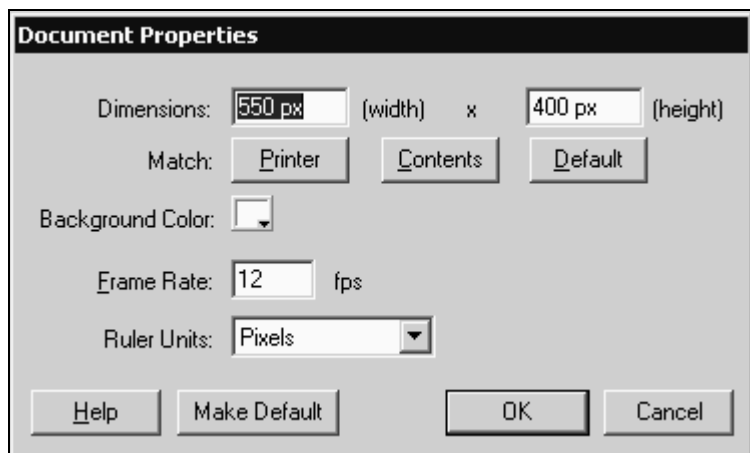 Document Properties
Dimensions: 550 px (width) x 400 px (height)
Match: Printer Contents Default
Background Color:
Frame Rate: 12 fps
Ruler Units: Pixels
Help Make Default OK Cancel